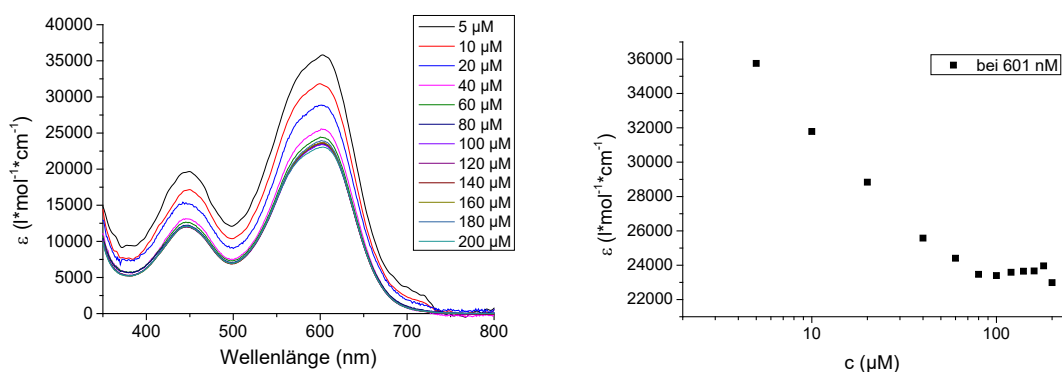 40000
35000
30000
25000
20000
15000
10000
5000
0
ε (l*mol⁻¹*cm⁻¹)
400 500 600 700 800
Wellenlänge (nm)
5 µM
10 µM
20 µM
40 µM
60 µM
80 µM
100 µM
120 µM
140 µM
160 µM
180 µM
200 µM
36000
34000
32000
30000
28000
26000
24000
22000
ε (l*mol⁻¹*cm⁻¹)
10 100
c (µM)
bei 601 nM